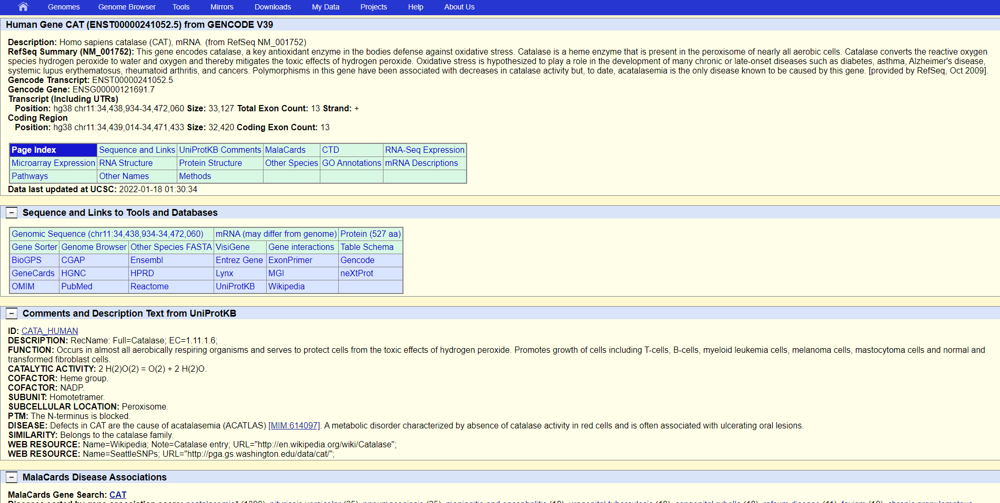 Genomes Genome Browser Tools Mirrors Downloads My Data Projects Help About Us
Human Gene CAT (ENST00000241052.5) from GENCODE V39
Description: Homo sapiens catalase (CAT), mRNA. (from RefSeq NM_001752)
RefSeq Summary (NM_001752): This gene encodes catalase, a key antioxidant enzyme in the bodies defense against oxidative stress. Catalase is a heme enzyme that is present in the peroxisome of nearly all aerobic cells. Catalase converts the reactive oxygen
species hydrogen peroxide to water and oxygen and thereby mitigates the toxic effects of hydrogen peroxide. Oxidative stress is hypothesized to play a role in the development of many chronic or late-onset diseases such as diabetes, asthma, Alzheimer's disease,
systemic lupus erythematosus, rheumatoid arthritis, and cancers. Polymorphisms in this gene have been associated with decreases in catalase activity but, to date, acatalasemia is the only disease known to be caused by this gene. [provided by RefSeq, Oct 2009].
Gencode Transcript: ENST00000241052.5
Gencode Gene: ENSG00000121691.7
Transcript (Including UTRs)
Position: hg38 chr11:34,438,934-34,472,060 Size: 33,127 Total Exon Count: 13 Strand: +
Coding Region
Position: hg38 chr11:34,439,014-34,471,433 Size: 32,420 Coding Exon Count: 13
Page Index Sequence and Links UniProtKB Comments MalaCards CTD RNA-Seq Expression
Microarray Expression RNA Structure Protein Structure Other Species GO Annotations mRNA Descriptions
Pathways Other Names Methods
Data last updated at UCSC: 2022-01-18 01:30:34
− Sequence and Links to Tools and Databases
Genomic Sequence (chr11:34,438,934-34,472,060) mRNA (may differ from genome) Protein (527 aa)
Gene Sorter Genome Browser Other Species FASTA VisiGene Gene interactions Table Schema
BioGPS CGAP Ensembl Entrez Gene ExonPrimer Gencode
GeneCards HGNC HPRD Lynx MGI neXtProt
OMIM PubMed Reactome UniProtKB Wikipedia
− Comments and Description Text from UniProtKB
ID: CATA_HUMAN
DESCRIPTION: RecName: Full=Catalase; EC=1.11.1.6;
FUNCTION: Occurs in almost all aerobically respiring organisms and serves to protect cells from the toxic effects of hydrogen peroxide. Promotes growth of cells including T-cells, B-cells, myeloid leukemia cells, melanoma cells, mastocytoma cells and normal and
transformed fibroblast cells.
CATALYTIC ACTIVITY: 2 H(2)O(2) = O(2) + 2 H(2)O.
COFACTOR: Heme group.
COFACTOR: NADP.
SUBUNIT: Homotetramer.
SUBCELLULAR LOCATION: Peroxisome.
PTM: The N-terminus is blocked.
DISEASE: Defects in CAT are the cause of acatalasemia (ACATLAS) [MIM:614097]. A metabolic disorder characterized by absence of catalase activity in red cells and is often associated with ulcerating oral lesions.
SIMILARITY: Belongs to the catalase family.
WEB RESOURCE: Name=Wikipedia; Note=Catalase entry; URL="http://en.wikipedia.org/wiki/Catalase";
WEB RESOURCE: Name=SeattleSNPs; URL="http://pga.gs.washington.edu/data/cat/";
− MalaCards Disease Associations
MalaCards Gene Search: CAT